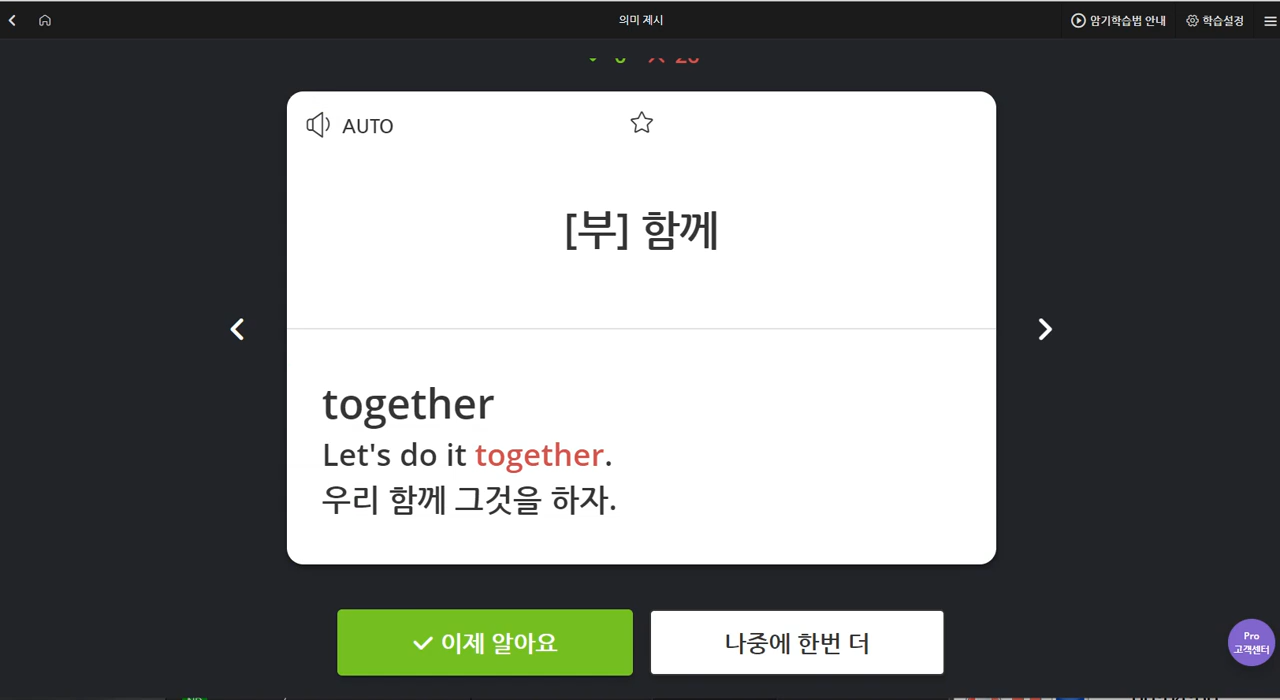 의미 제시
암기학습법 안내
학습설정
AUTO
[부] 함께
together
Let's do it together.
우리 함께 그것을 하자.
이제 알아요
나중에 한번 더
Pro
고객센터